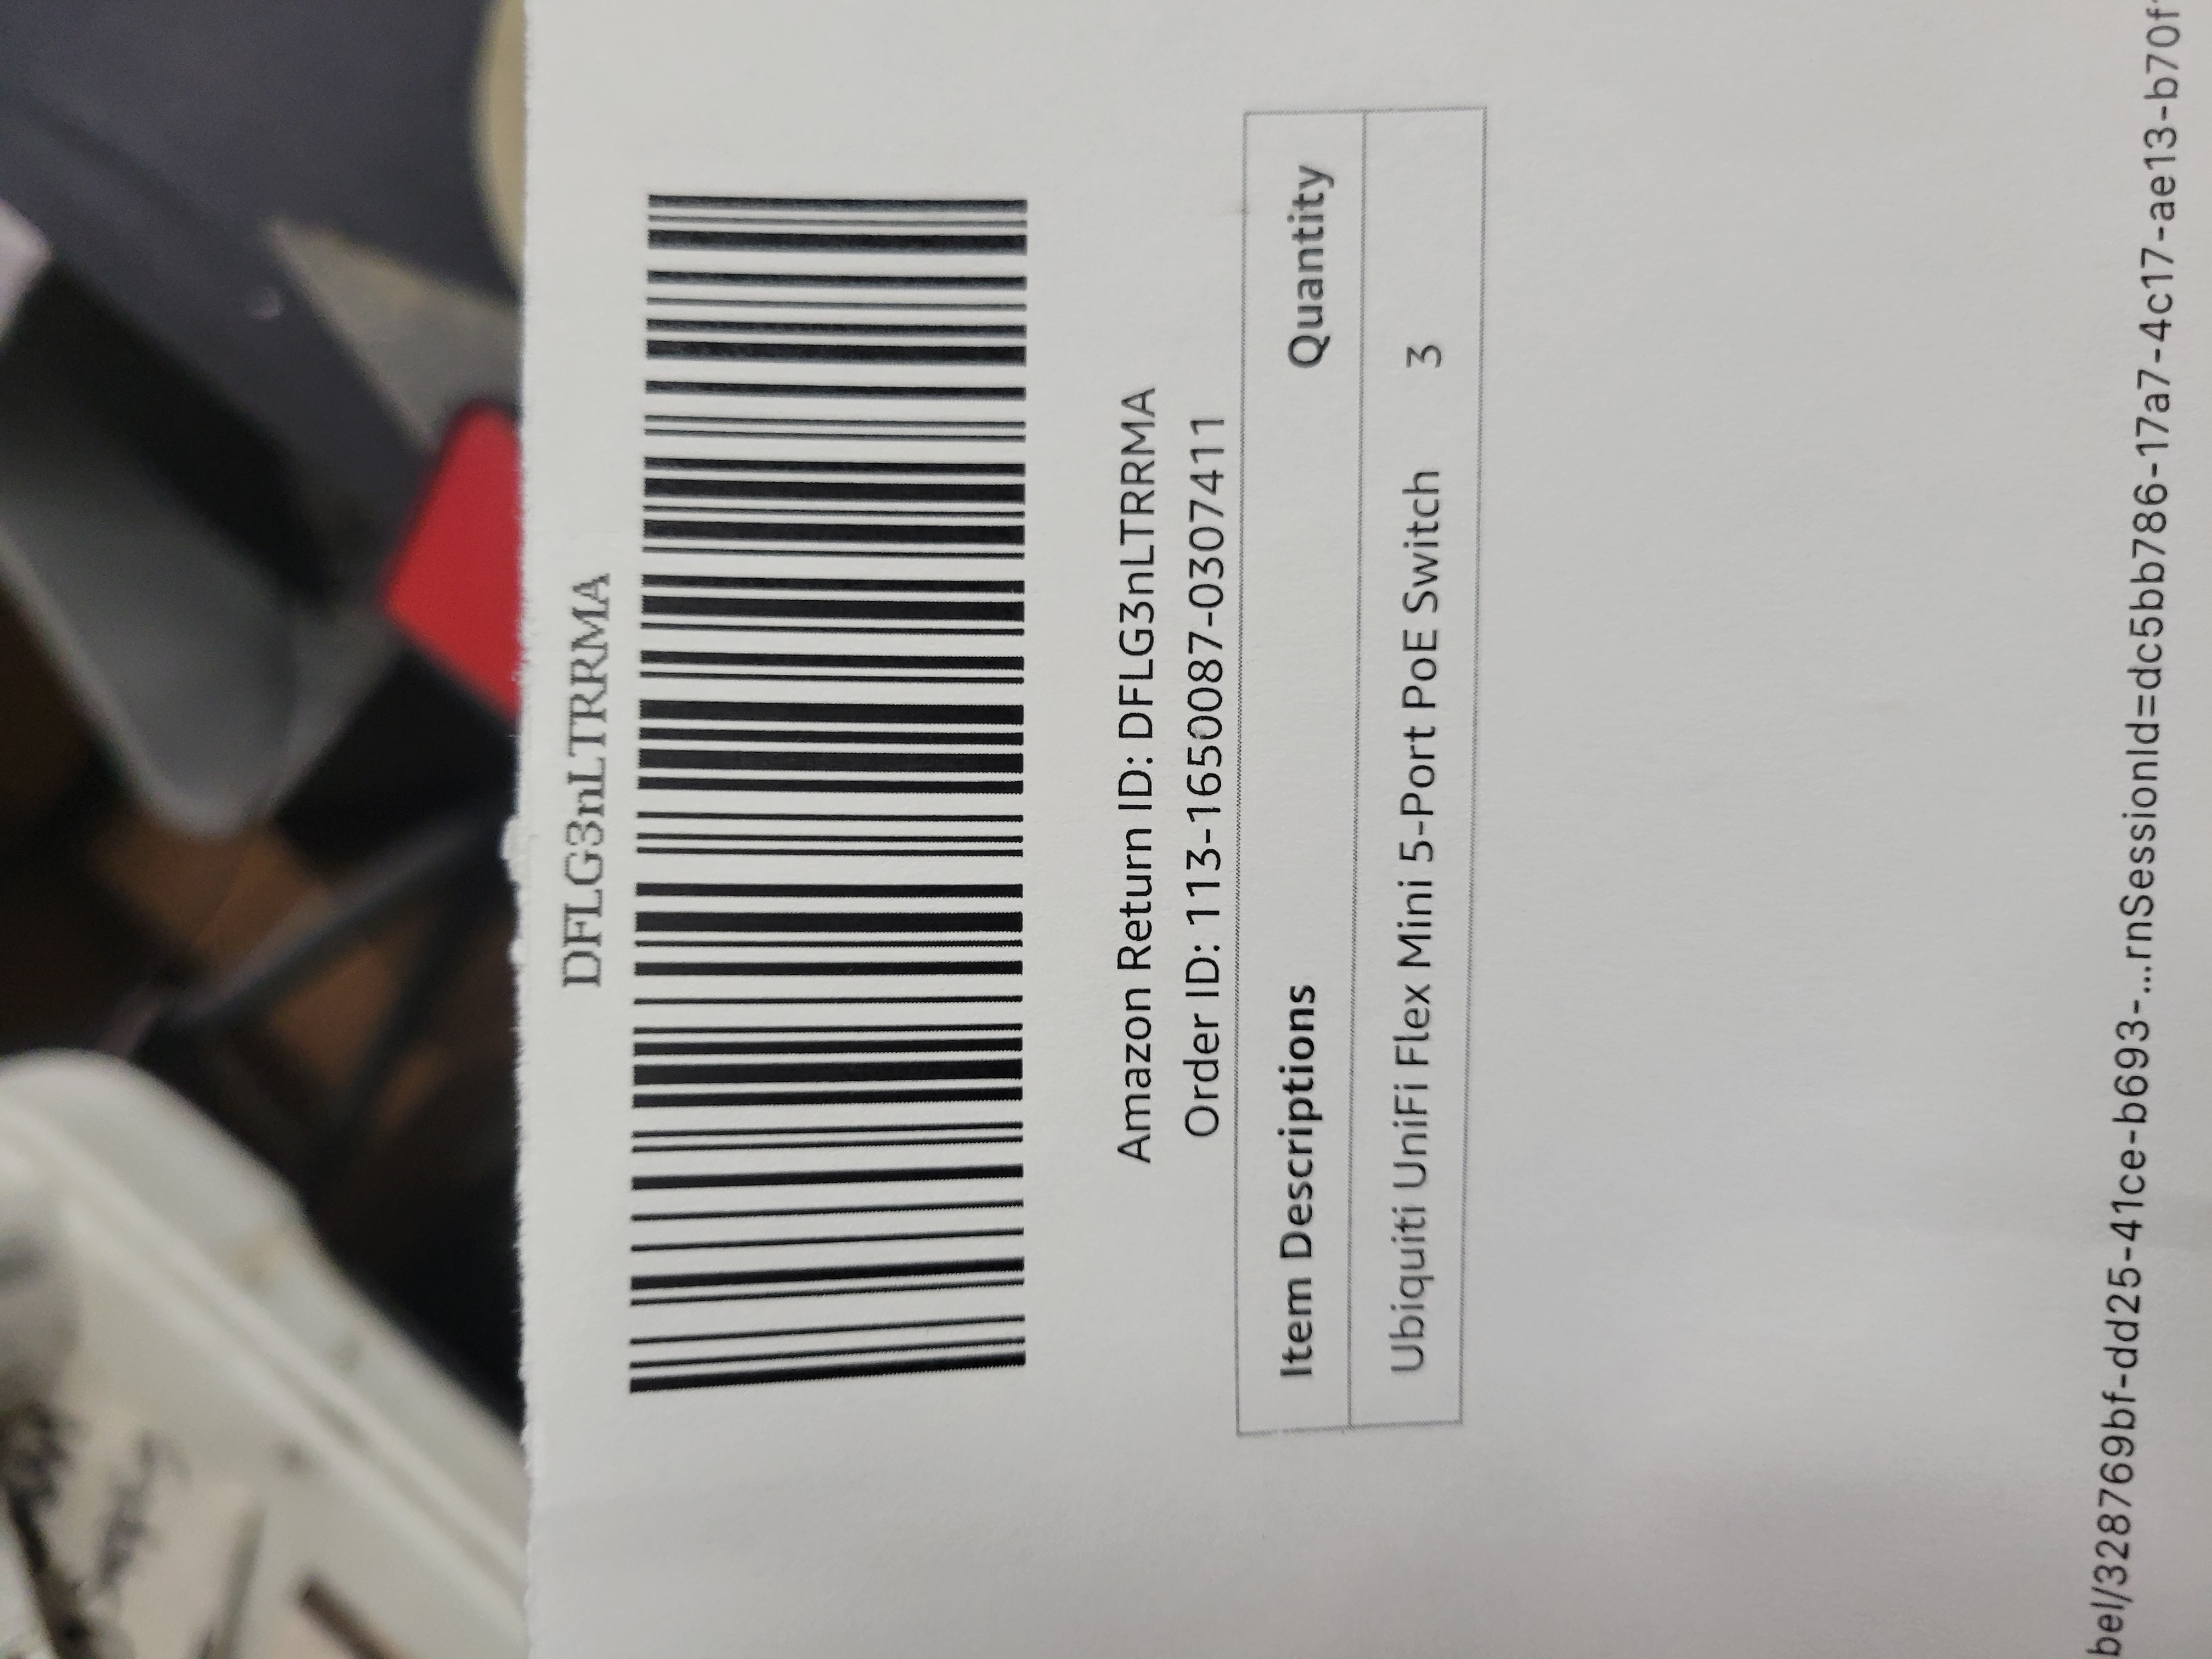 DFLG3nLTRRMA
Amazon Return ID: DFLG3nLTRRMA
Order ID: 113-1650087-0307411
Item Descriptions Quantity
Ubiquiti UniFi Flex Mini 5-Port PoE Switch 3
bel/328769bf-dd25-41ce-b693-...rnSessionId=dc5bb786-17a7-4c17-ae13-b70f